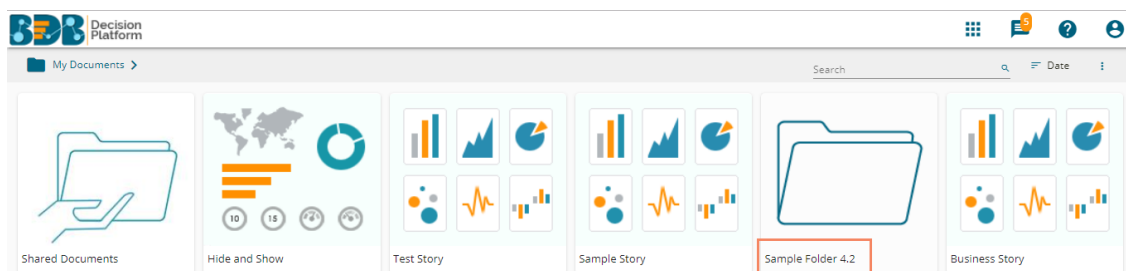 BDB Decision
Platform
5
My Documents
Search
Date
10 15
Shared Documents
Hide and Show
Test Story
Sample Story
Sample Folder 4.2
Business Story